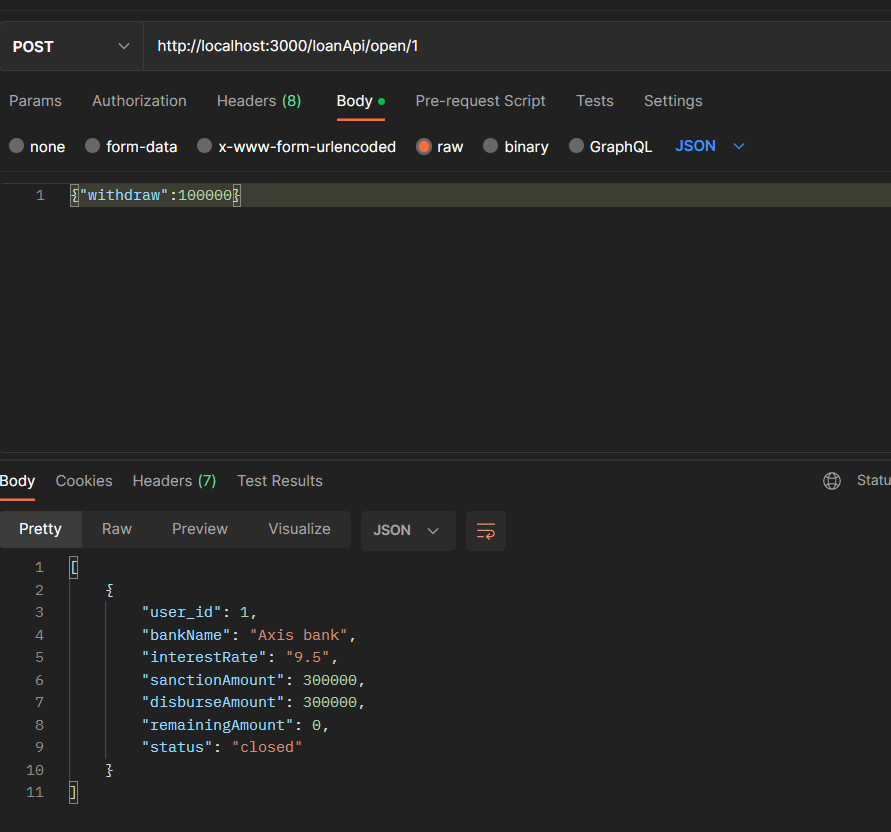 POST http://localhost:3000/loanApi/open/1
Params Authorization Headers (8) Body Pre-request Script Tests Settings
none form-data x-www-form-urlencoded raw binary GraphQL JSON
1 {"withdraw":100000}
Body Cookies Headers (7) Test Results Statu
Pretty Raw Preview Visualize JSON
1 [
2 {
3 "user_id": 1,
4 "bankName": "Axis bank",
5 "interestRate": "9.5",
6 "sanctionAmount": 300000,
7 "disburseAmount": 300000,
8 "remainingAmount": 0,
9 "status": "closed"
10 }
11 ]